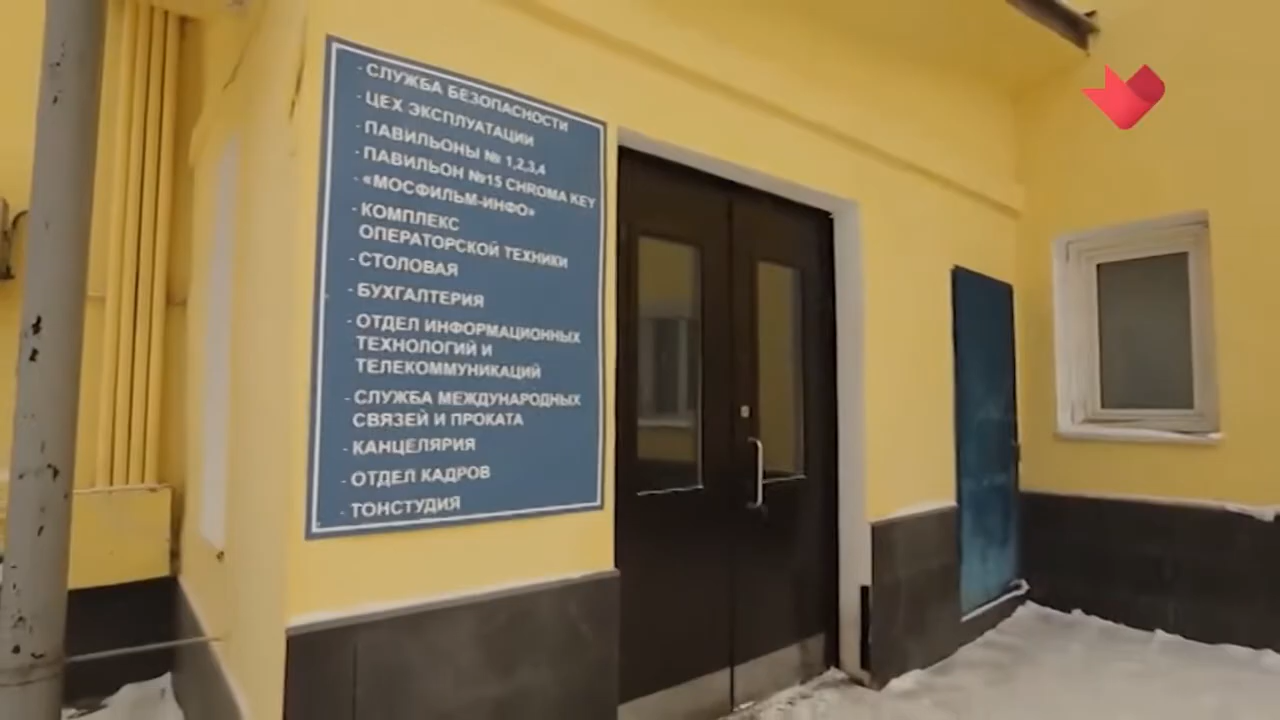 - СЛУЖБА БЕЗОПАСНОСТИ
- ЦЕХ ЭКСПЛУАТАЦИИ
- ПАВИЛЬОНЫ № 1,2,3,4
- ПАВИЛЬОН №15 CHROMA KEY
- «МОСФИЛЬМ-ИНФО»
- КОМПЛЕКС
ОПЕРАТОРСКОЙ ТЕХНИКИ
- СТОЛОВАЯ
- БУХГАЛТЕРИЯ
- ОТДЕЛ ИНФОРМАЦИОННЫХ
ТЕХНОЛОГИЙ И
ТЕЛЕКОММУНИКАЦИЙ
- СЛУЖБА МЕЖДУНАРОДНЫХ
СВЯЗЕЙ И ПРОКАТА
- КАНЦЕЛЯРИЯ
- ОТДЕЛ КАДРОВ
- ТОНСТУДИЯ